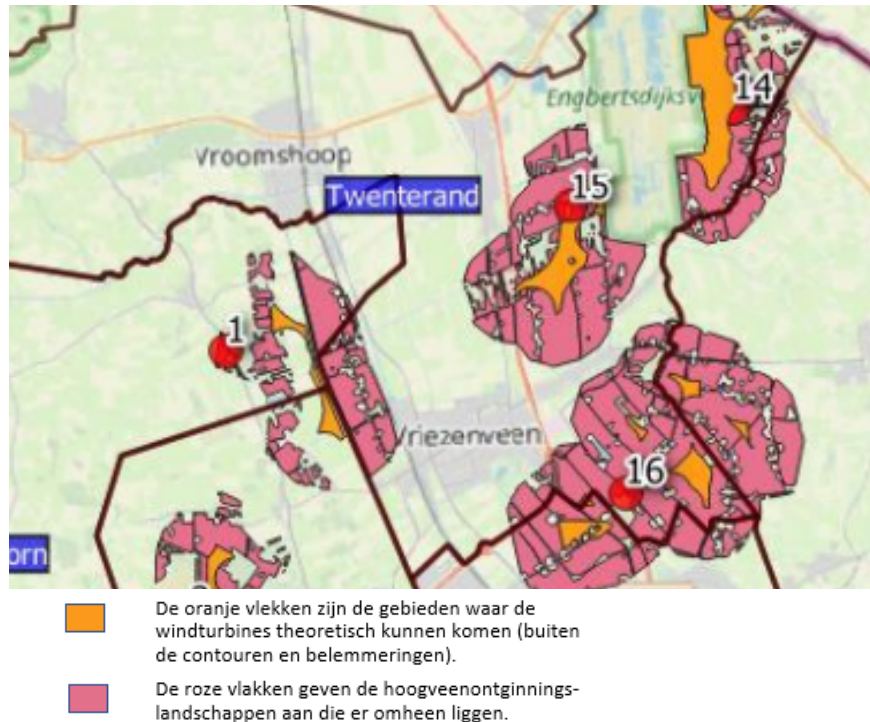 14
Engbertsdijksv
15
Vroomshoop
Twenterand
1
Vriezenveen
16
orn
De oranje vlekken zijn de gebieden waar de
windturbines theoretisch kunnen komen (buiten
de contouren en belemmeringen).
De roze vlakken geven de hoogveenontginnings-
landschappen aan die er omheen liggen.